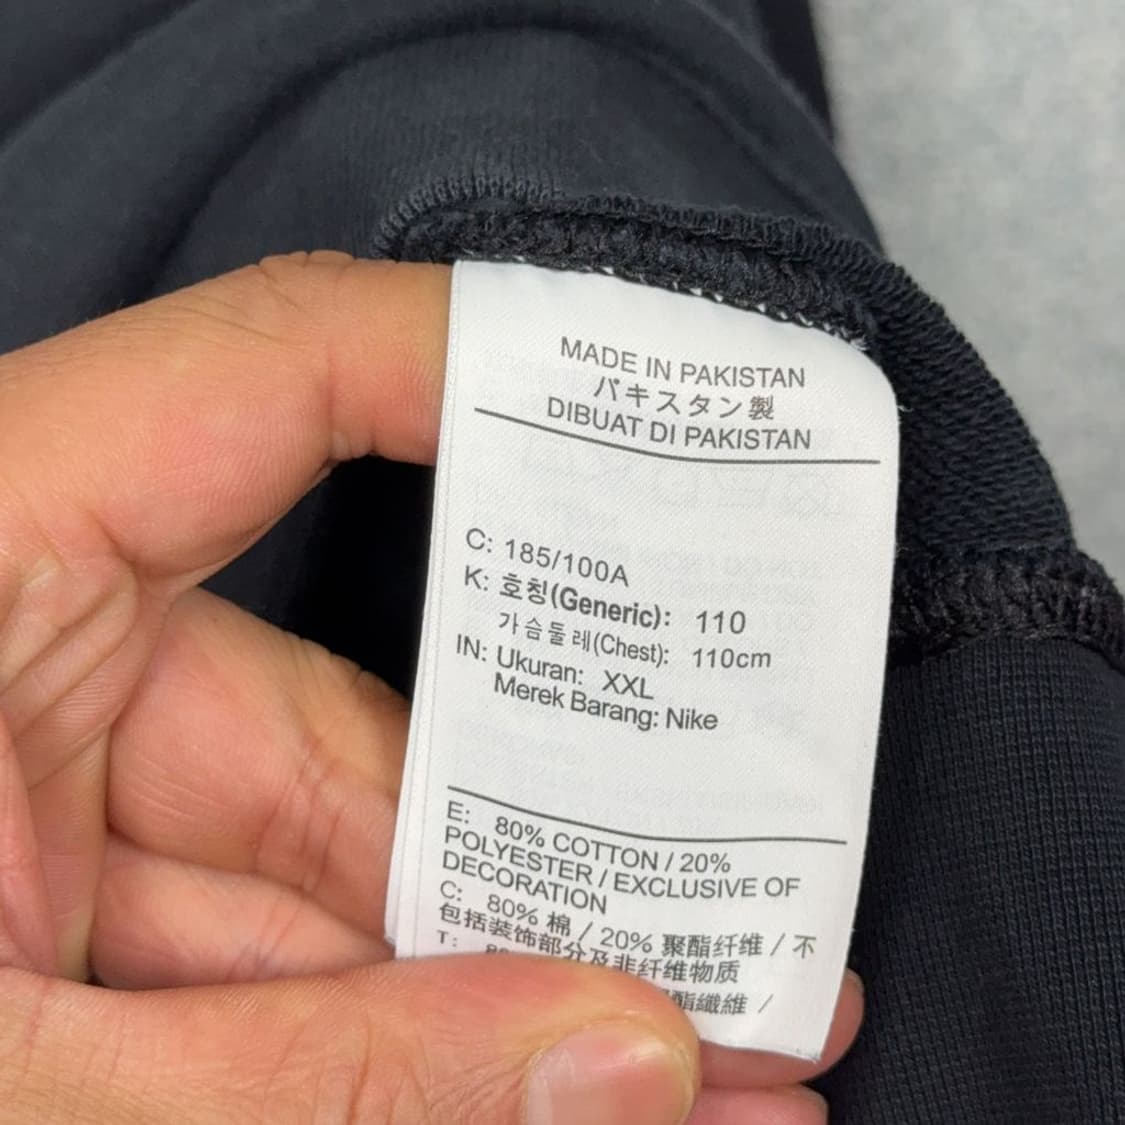 MADE IN PAKISTAN
パキスタン製
DIBUAT DI PAKISTAN
C: 185/100A
K: 호칭(Generic): 110
가슴둘레(Chest): 110cm
IN: Ukuran: XXL
Merek Barang: Nike
E: 80% COTTON / 20%
POLYESTER / EXCLUSIVE OF
DECORATION
C: 80% 棉 / 20% 聚酯纤维 / 不
包括装饰部分及非纤维物质
T:
酯纖維 /